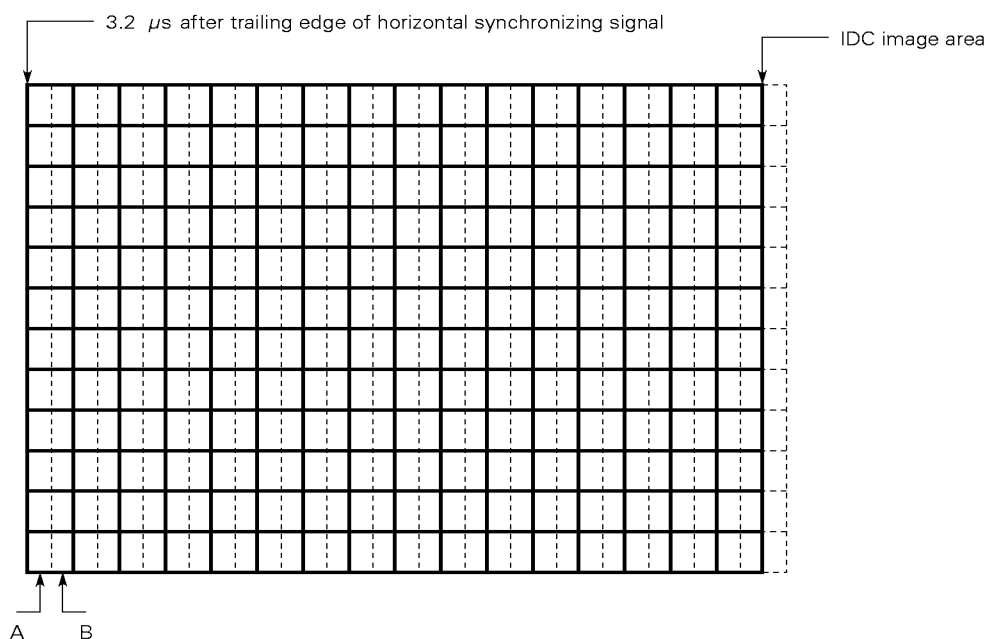 3.2 μs after trailing edge of horizontal synchronizing signal
IDC image area
A
B